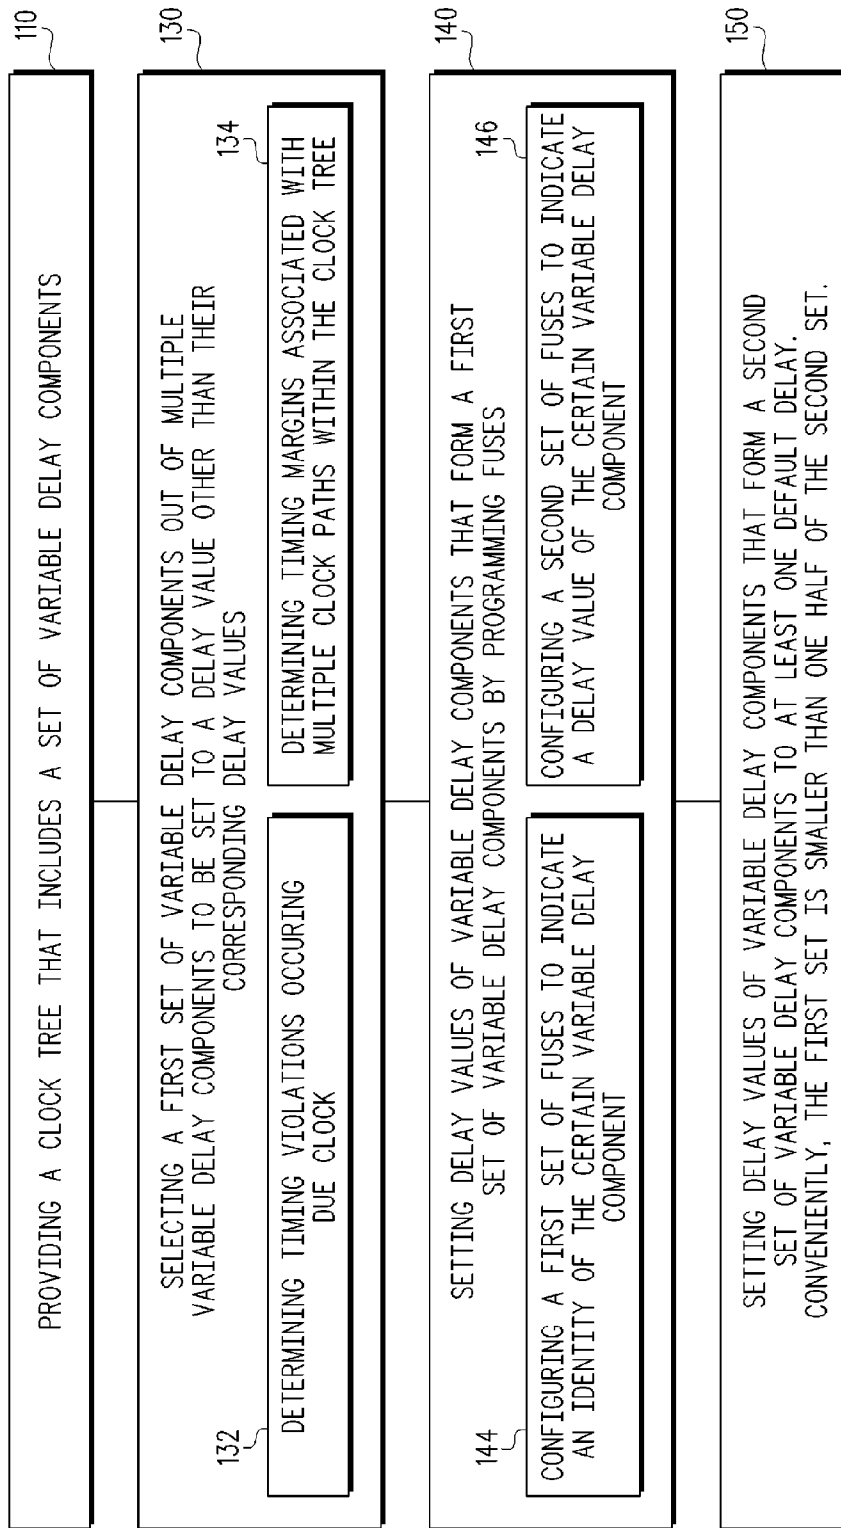 110
PROVIDING A CLOCK TREE THAT INCLUDES A SET OF VARIABLE DELAY COMPONENTS
130
SELECTING A FIRST SET OF VARIABLE DELAY COMPONENTS OUT OF MULTIPLE
VARIABLE DELAY COMPONENTS TO BE SET TO A DELAY VALUE OTHER THAN THEIR
CORRESPONDING DELAY VALUES
132
DETERMINING TIMING VIOLATIONS OCCURING
DUE CLOCK
134
DETERMINING TIMING MARGINS ASSOCIATED WITH
MULTIPLE CLOCK PATHS WITHIN THE CLOCK TREE
140
SETTING DELAY VALUES OF VARIABLE DELAY COMPONENTS THAT FORM A FIRST
SET OF VARIABLE DELAY COMPONENTS BY PROGRAMMING FUSES
144
CONFIGURING A FIRST SET OF FUSES TO INDICATE
AN IDENTITY OF THE CERTAIN VARIABLE DELAY
COMPONENT
146
CONFIGURING A SECOND SET OF FUSES TO INDICATE
A DELAY VALUE OF THE CERTAIN VARIABLE DELAY
COMPONENT
150
SETTING DELAY VALUES OF VARIABLE DELAY COMPONENTS THAT FORM A SECOND
SET OF VARIABLE DELAY COMPONENTS TO AT LEAST ONE DEFAULT DELAY.
CONVENIENTLY, THE FIRST SET IS SMALLER THAN ONE HALF OF THE SECOND SET.